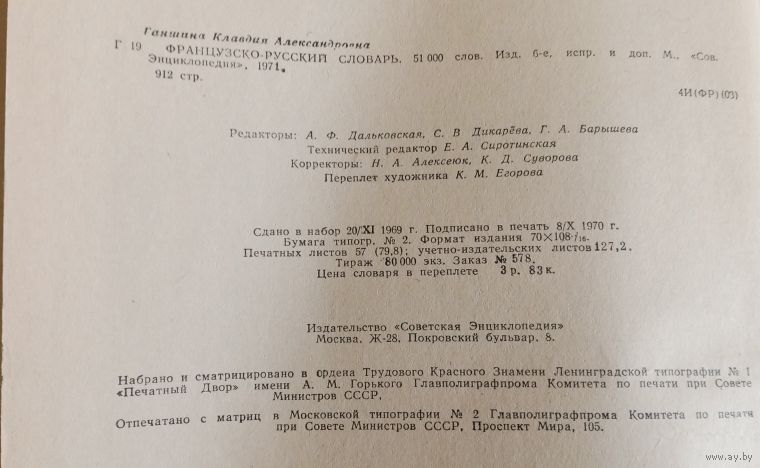 Ганшина Клавдия Александровна
Г 19 ФРАНЦУЗСКО-РУССКИЙ СЛОВАРЬ. 51 000 слов. Изд. 6-е, испр. и доп. М., «Сов.
Энциклопедия», 1971.
912 стр.
4И(ФР)(03)
Редакторы: А. Ф. Дальковская, С. В Дикарёва, Г. А. Барышева
Технический редактор Е. А. Сиротинская
Корректоры: Н. А. Алексеюк, К. Д. Суворова
Переплет художника К. М. Егорова
Сдано в набор 20/XI 1969 г. Подписано в печать 8/X 1970 г.
Бумага типогр. № 2. Формат издания 70×108¹/₁₆.
Печатных листов 57 (79,8); учетно-издательских листов 127,2.
Тираж 80 000 экз. Заказ № 578.
Цена словаря в переплете 3 р. 83 к.
Издательство «Советская Энциклопедия»
Москва, Ж-28, Покровский бульвар, 8.
Набрано и сматрицировано в ордена Трудового Красного Знамени Ленинградской типографии № 1
«Печатный Двор» имени А. М. Горького Главполиграфпрома Комитета по печати при Совете
Министров СССР,
Отпечатано с матриц в Московской типографии № 2 Главполиграфпрома Комитета по печати
при Совете Министров СССР, Проспект Мира, 105.
www.ay.by